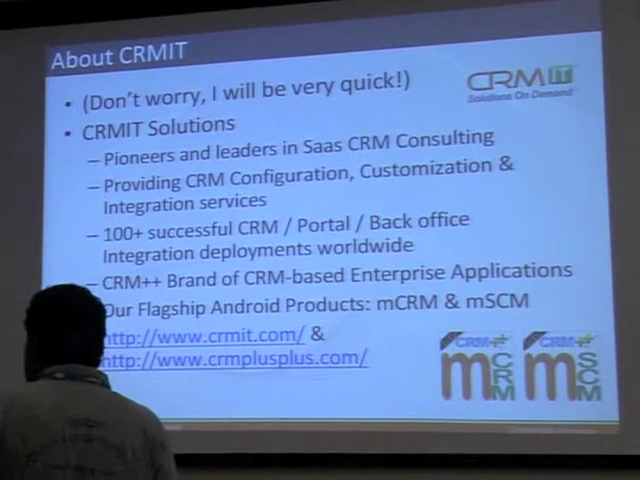 About CRMIT
CRMIT
Solutions On Demand
• (Don't worry, I will be very quick!)
• CRMIT Solutions
– Pioneers and leaders in Saas CRM Consulting
– Providing CRM Configuration, Customization &
Integration services
– 100+ successful CRM / Portal / Back office
Integration deployments worldwide
– CRM++ Brand of CRM-based Enterprise Applications
Our Flagship Android Products: mCRM & mSCM
http://www.crmit.com/ &
http://www.crmplusplus.com/
CRM++ CRM++
mCRM mSCM